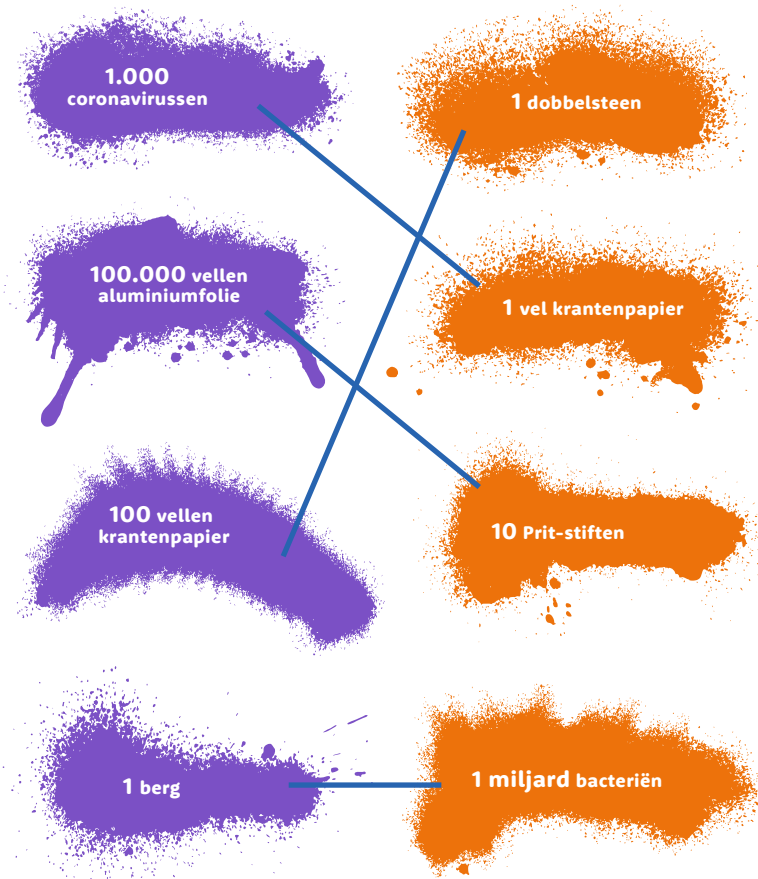 1.000
coronavirussen
1 dobbelsteen
100.000 vellen
aluminiumfolie
1 vel krantenpapier
100 vellen
krantenpapier
10 Prit-stiften
1 berg
1 miljard bacteriën